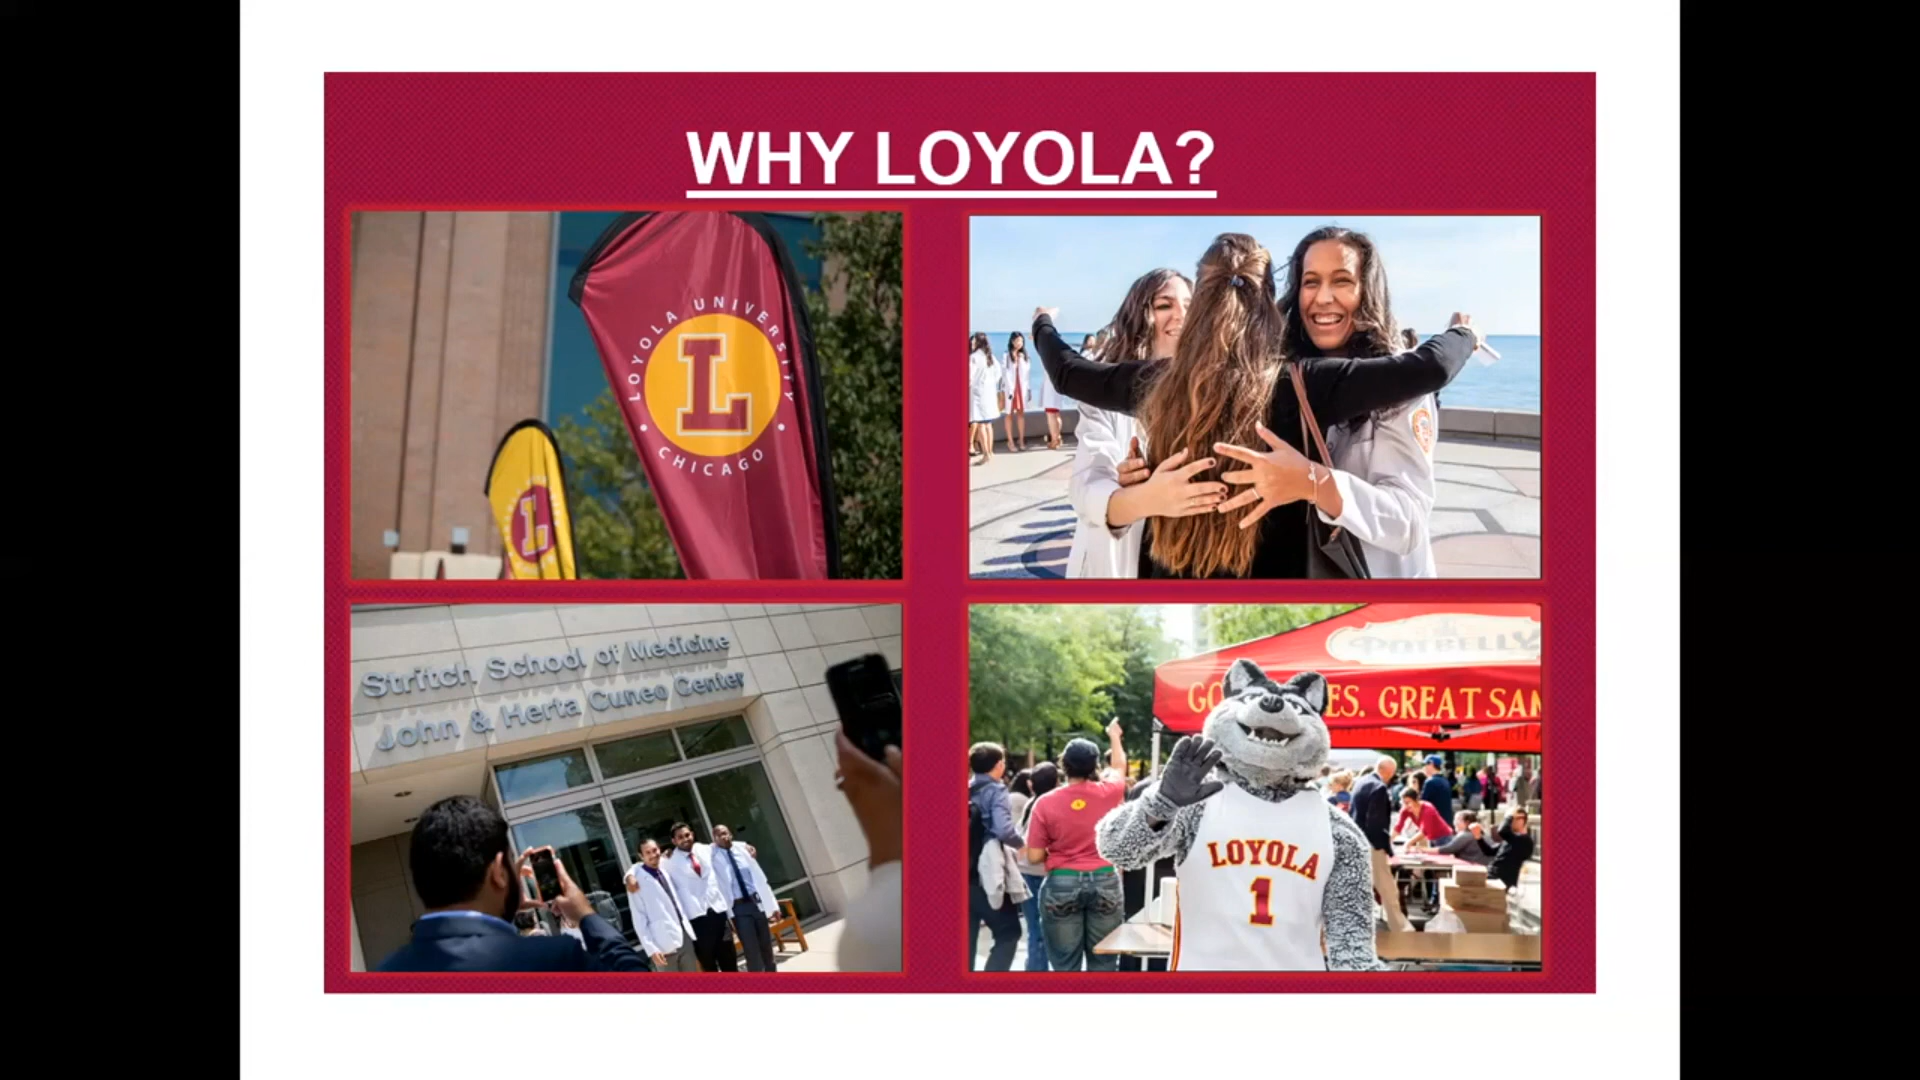 WHY LOYOLA?
LOYOLA UNIVERSITY
CHICAGO
L
L
Stritch School of Medicine
John & Herta Cuneo Center
POTBELLY
ES. GREAT SAN
LOYOLA
1